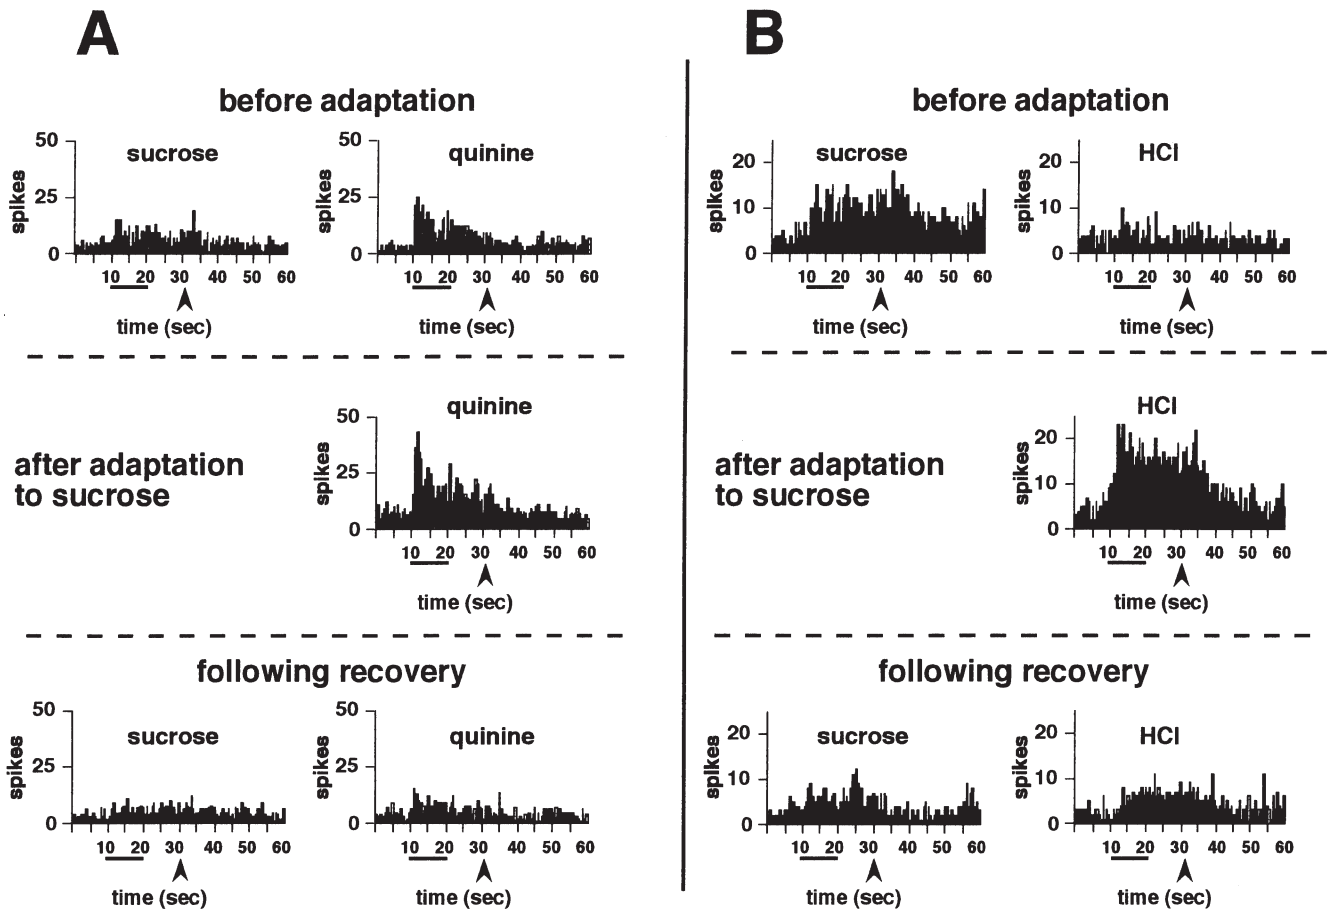 A
B
before adaptation
before adaptation
sucrose
quinine
sucrose
HCl
50
25
0
spikes
50
25
0
spikes
20
10
0
spikes
20
10
0
spikes
10 20 30 40 50 60
10 20 30 40 50 60
10 20 30 40 50 60
10 20 30 40 50 60
time (sec)
time (sec)
time (sec)
time (sec)
after adaptation
to sucrose
quinine
50
25
0
spikes
10 20 30 40 50 60
time (sec)
after adaptation
to sucrose
HCl
20
10
0
spikes
10 20 30 40 50 60
time (sec)
following recovery
following recovery
sucrose
quinine
sucrose
HCl
50
25
0
spikes
50
25
0
spikes
20
10
0
spikes
20
10
0
spikes
10 20 30 40 50 60
10 20 30 40 50 60
10 20 30 40 50 60
10 20 30 40 50 60
time (sec)
time (sec)
time (sec)
time (sec)